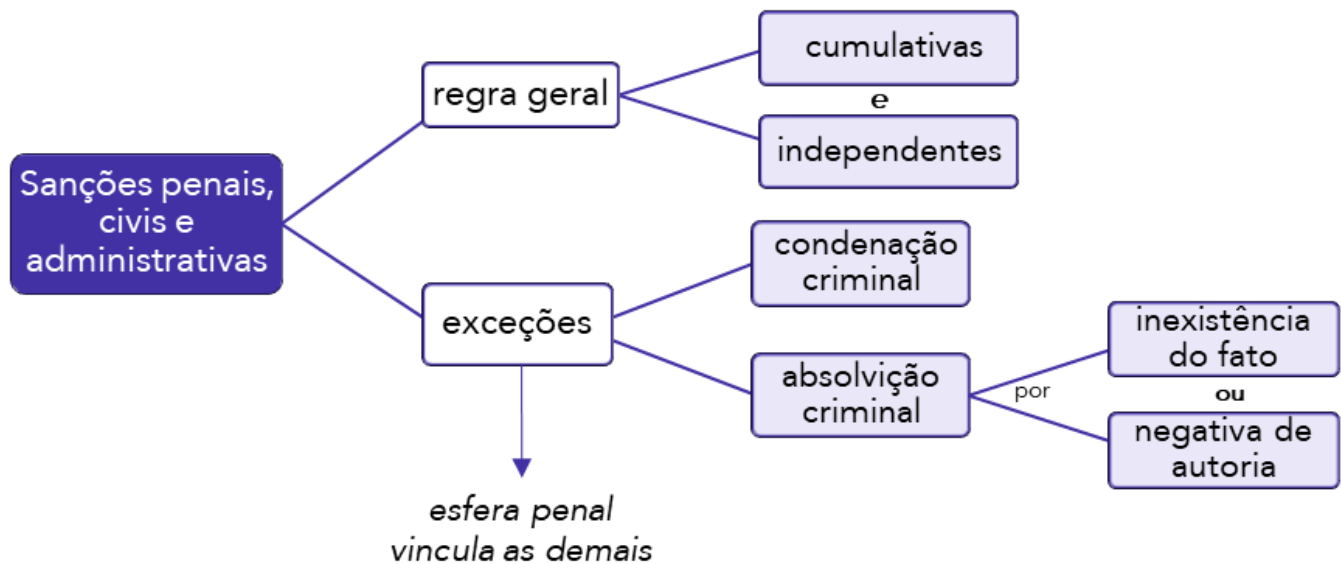 Sanções penais,
civis e
administrativas
regra geral
cumulativas
e
independentes
exceções
condenação
criminal
absolvição
criminal
por
inexistência
do fato
ou
negativa de
autoria
esfera penal
vincula as demais